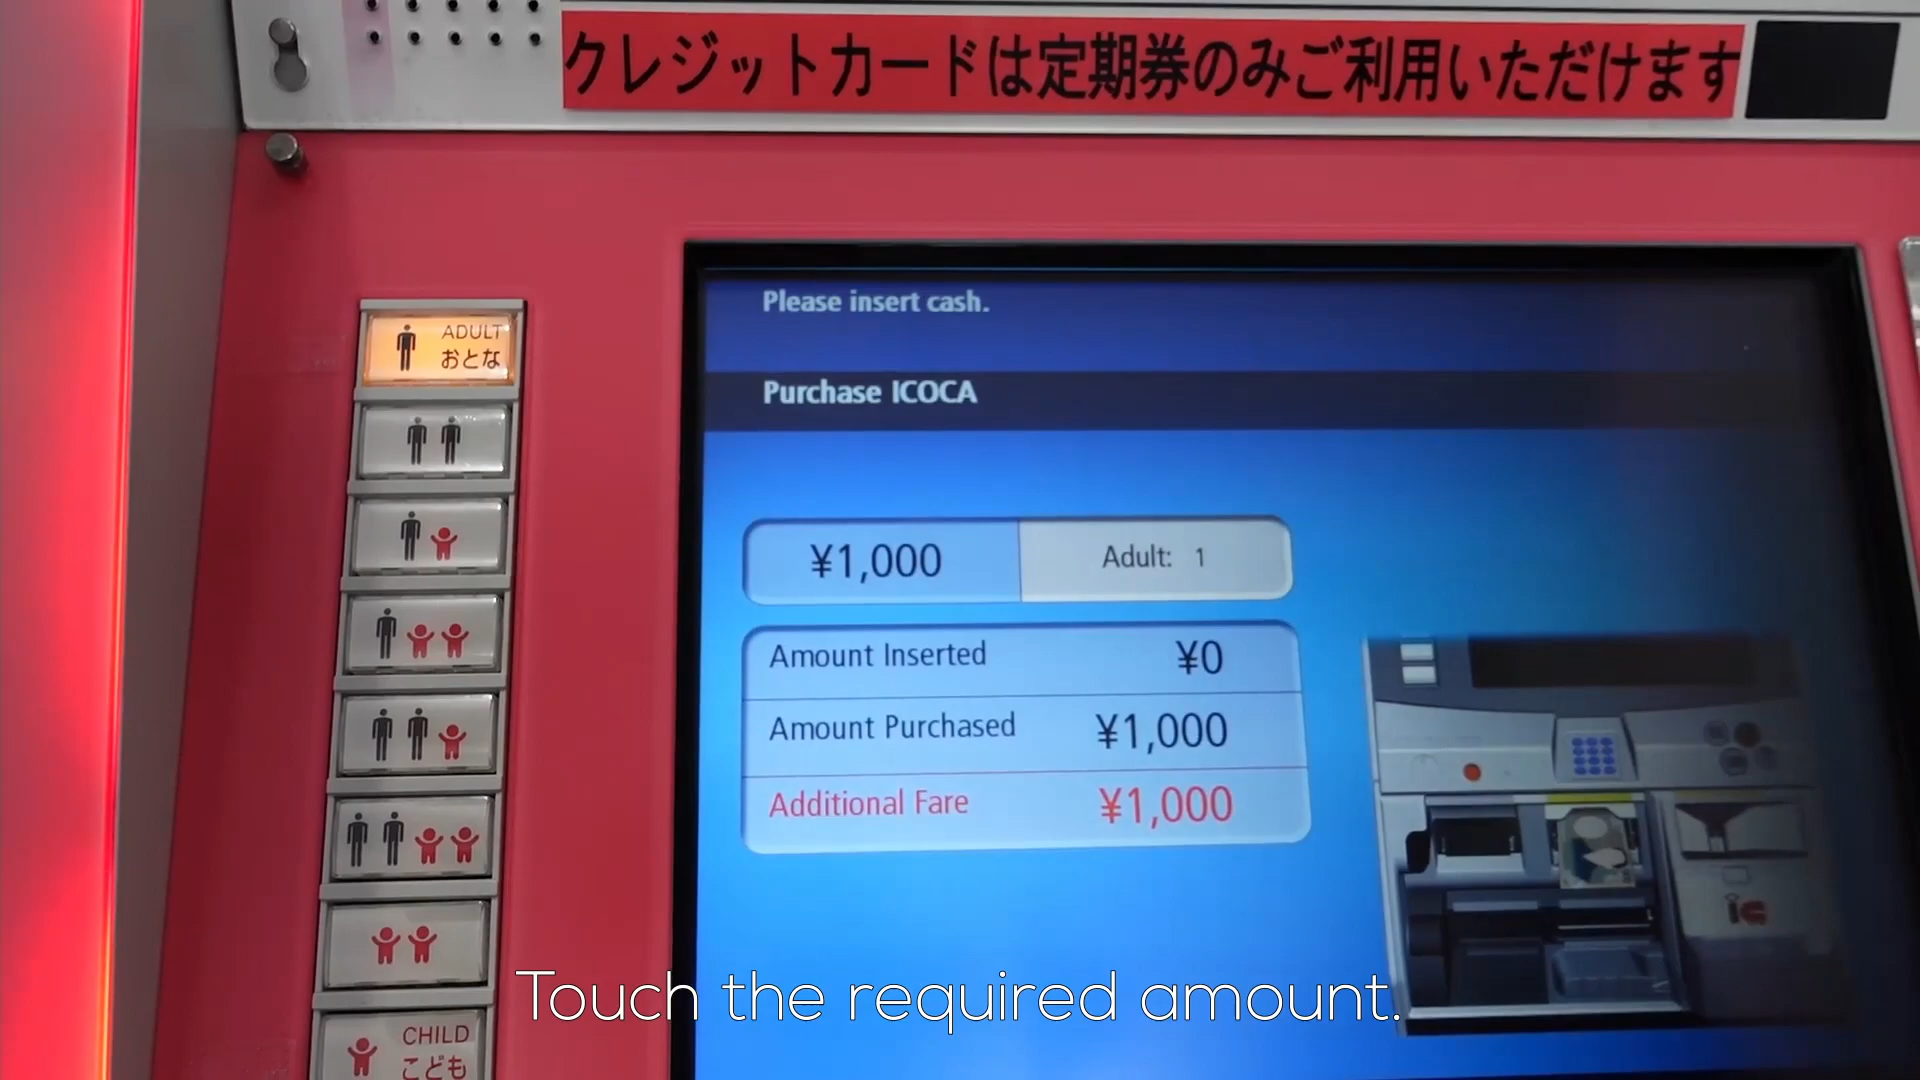 クレジットカードは定期券のみご利用いただけます
Please insert cash.
Purchase ICOCA
ADULT
おとな
¥1,000 Adult: 1
Amount Inserted ¥0
Amount Purchased ¥1,000
Additional Fare ¥1,000
CHILD
こども
Touch the required amount.